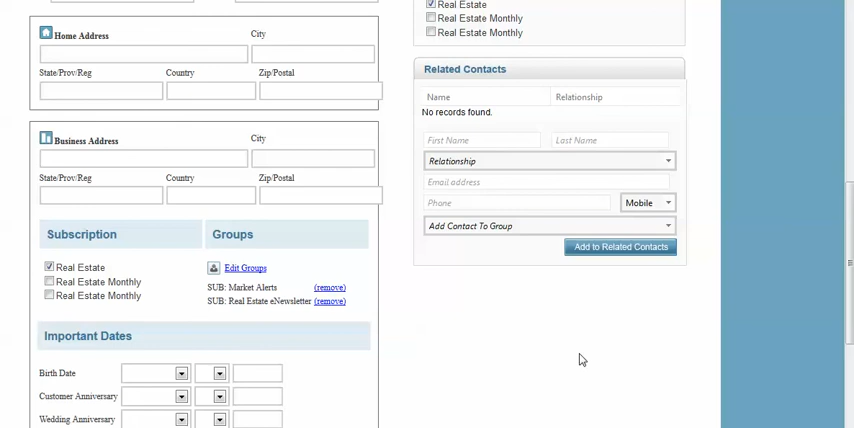 Home Address
City
State/Prov/Reg
Country
Zip/Postal
Business Address
City
State/Prov/Reg
Country
Zip/Postal
Subscription
Groups
Real Estate
Real Estate Monthly
Real Estate Monthly
Edit Groups
SUB: Market Alerts (remove)
SUB: Real Estate eNewsletter (remove)
Important Dates
Birth Date
Customer Anniversary
Wedding Anniversary
Real Estate
Real Estate Monthly
Real Estate Monthly
Related Contacts
Name
Relationship
No records found.
First Name
Last Name
Relationship
Email address
Phone
Mobile
Add Contact To Group
Add to Related Contacts